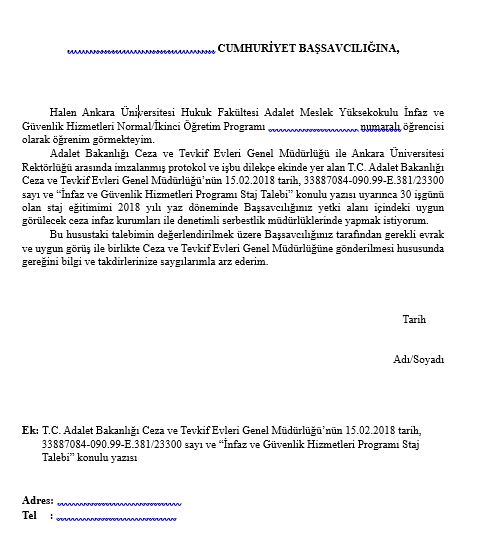 ........................................ CUMHURİYET BAŞSAVCILIĞINA,
Halen Ankara Üniversitesi Hukuk Fakültesi Adalet Meslek Yüksekokulu İnfaz ve
Güvenlik Hizmetleri Normal/İkinci Öğretim Programı ........................ numaralı öğrencisi
olarak öğrenim görmekteyim.
Adalet Bakanlığı Ceza ve Tevkif Evleri Genel Müdürlüğü ile Ankara Üniversitesi
Rektörlüğü arasında imzalanmış protokol ve işbu dilekçe ekinde yer alan T.C. Adalet Bakanlığı
Ceza ve Tevkif Evleri Genel Müdürlüğü’nün 15.02.2018 tarih, 33887084-090.99-E.381/23300
sayı ve “İnfaz ve Güvenlik Hizmetleri Programı Staj Talebi” konulu yazısı uyarınca 30 işgünü
olan staj eğitimimi 2018 yılı yaz döneminde Başsavcılığınız yetki alanı içindeki uygun
görülecek ceza infaz kurumları ile denetimli serbestlik müdürlüklerinde yapmak istiyorum.
Bu husustaki talebimin değerlendirilmek üzere Başsavcılığınız tarafından gerekli evrak
ve uygun görüş ile birlikte Ceza ve Tevkif Evleri Genel Müdürlüğüne gönderilmesi hususunda
gereğini bilgi ve takdirlerinize saygılarımla arz ederim.
Tarih
Adı/Soyadı
Ek: T.C. Adalet Bakanlığı Ceza ve Tevkif Evleri Genel Müdürlüğü’nün 15.02.2018 tarih,
33887084-090.99-E.381/23300 sayı ve “İnfaz ve Güvenlik Hizmetleri Programı Staj
Talebi” konulu yazısı
Adres: ..................................
Tel : .................................